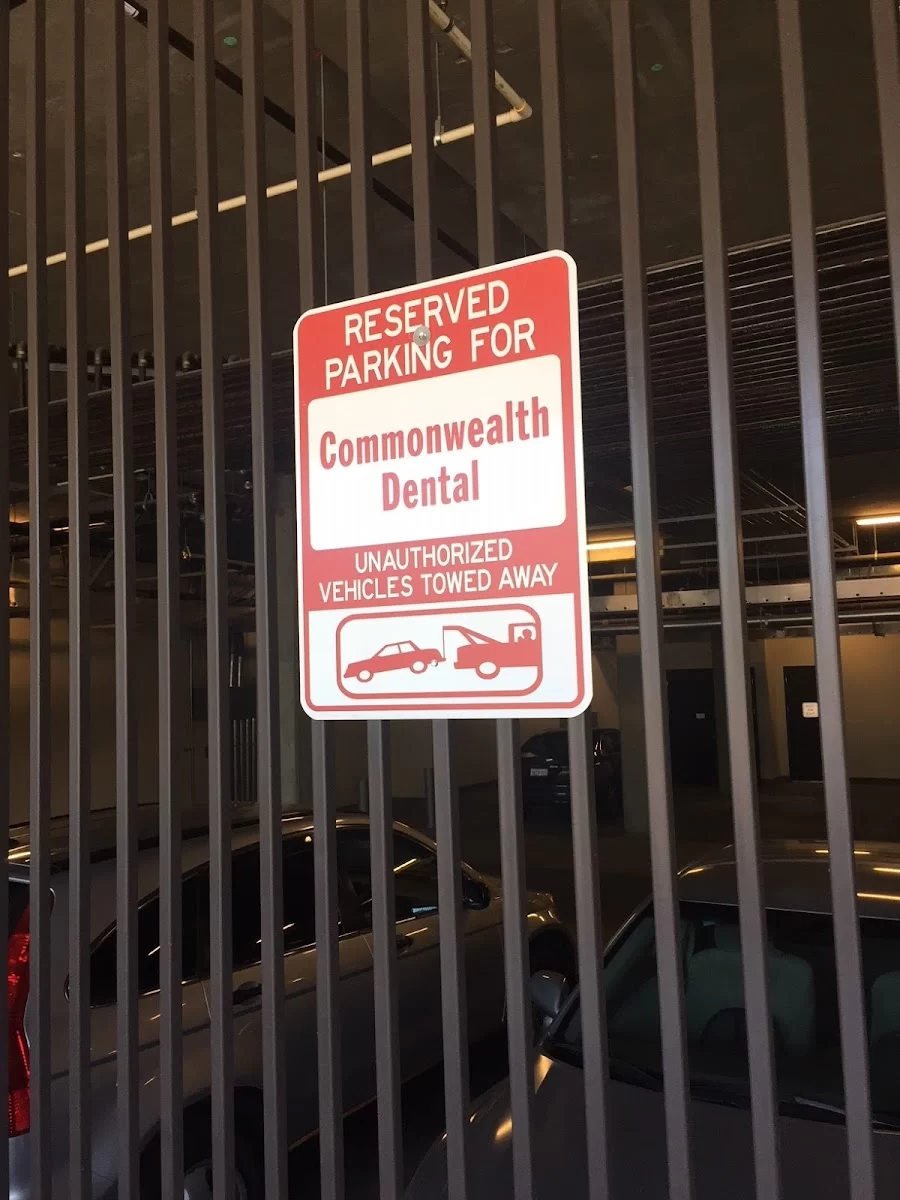 RESERVED
PARKING FOR
Commonwealth
Dental
UNAUTHORIZED
VEHICLES TOWED AWAY